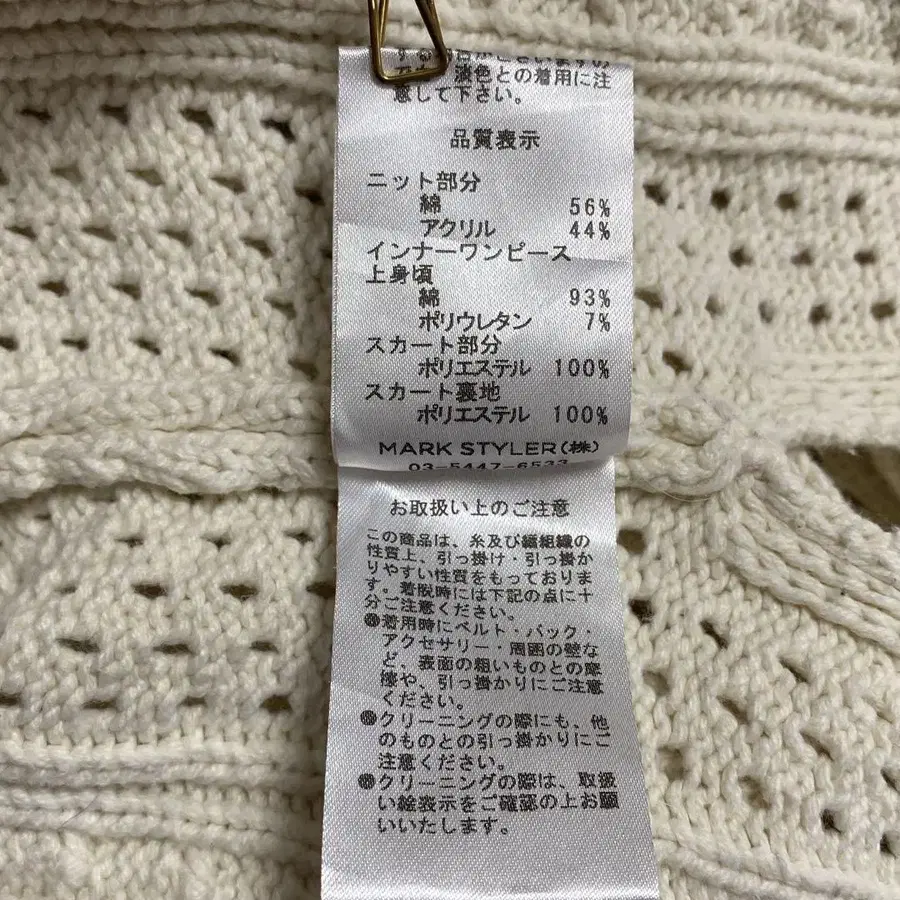 淡色との着用に注
意して下さい。
品質表示
ニット部分
綿 56%
アクリル 44%
インナーワンピース
上身頃
綿 93%
ポリウレタン 7%
スカート部分
ポリエステル 100%
スカート裏地
ポリエステル 100%
MARK STYLER(株)
03-5447-6533
お取扱い上のご注意
この商品は、糸及び編組織の
性質上、引っ掛け・引っ掛か
りやすい性質をもっておりま
す。着脱時には下記の点に十
分ご注意ください。
●着用時にベルト・バック・
アクセサリー・周囲の壁な
ど、表面の粗いものとの摩
擦や、引っ掛かりにご注意
ください。
●クリーニングの際にも、他
のものとの引っ掛かりにご
注意ください。
●クリーニングの際は、取扱
い絵表示をご確認の上お願
いいたします。